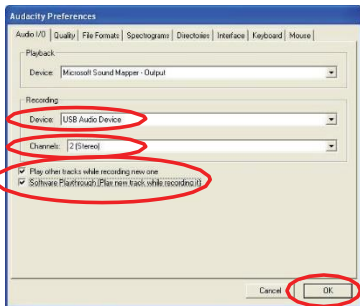 Audacity Preferences
Audio I/O Quality File Formats Spectrograms Directories Interface Keyboard Mouse
Playback
Device: Microsoft Sound Mapper - Output
Recording
Device: USB Audio Device
Channels: 2 (Stereo)
Play other tracks while recording new one
Software Playthrough (Play new track while recording it)
Cancel OK